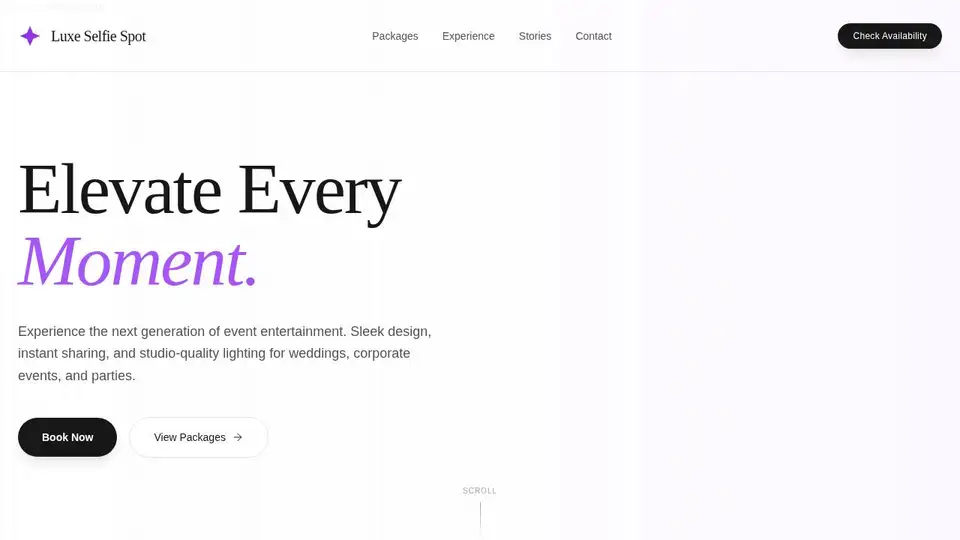 Luxe Selfie Spot
Packages
Experience
Stories
Contact
Check Availability
Elevate Every
Moment.
Experience the next generation of event entertainment. Sleek design,
instant sharing, and studio-quality lighting for weddings, corporate
events, and parties.
Book Now
View Packages
SCROLL